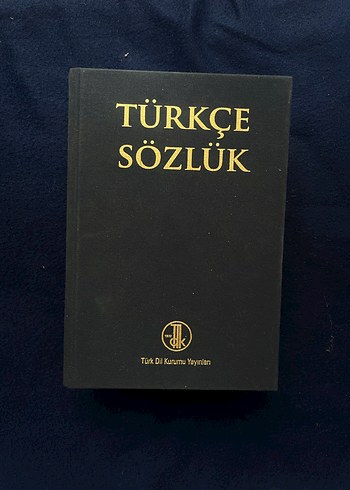 TÜRKÇE
SÖZLÜK
Türk Dil Kurumu Yayınları